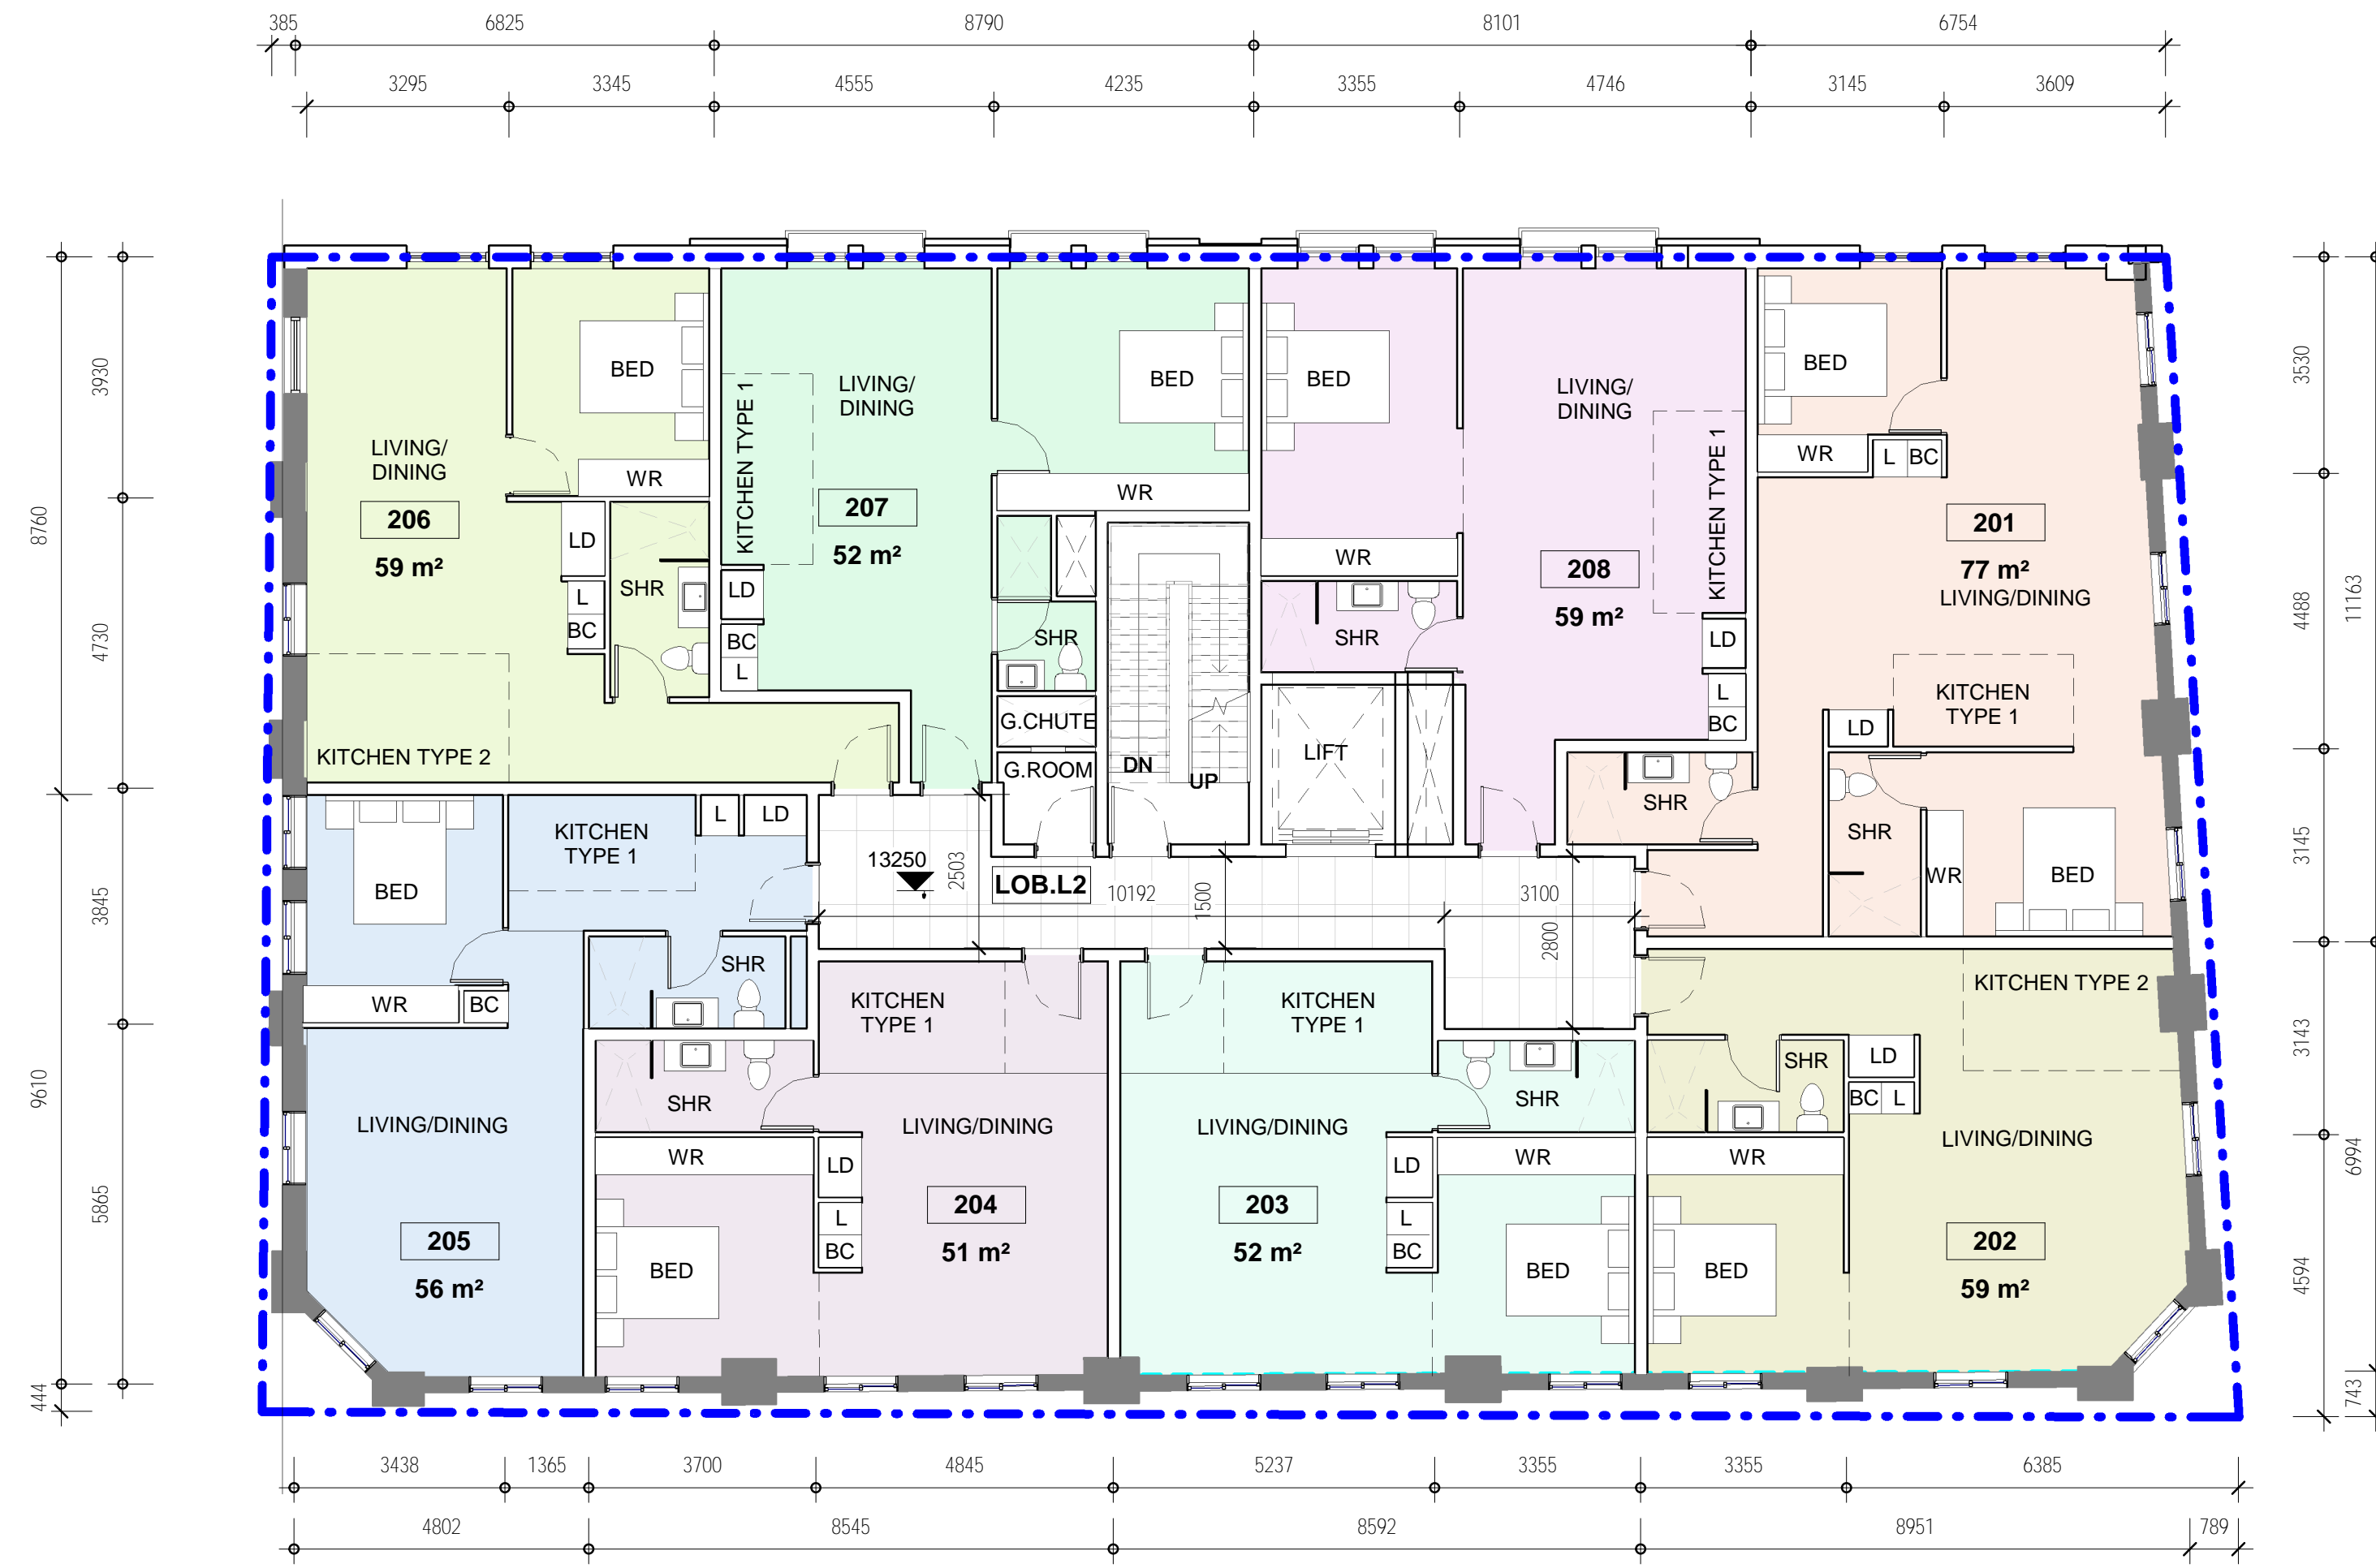 385 6825 8790 8101 6754
3295 3345 4555 4235 3355 4746 3145 3609
8760
9610
444
3930
4730
3845
5865
3530
4488
3145
3143
4594
11163
6994
743
LIVING/
DINING
206
59 m²
BED
WR
LD
L
BC
SHR
KITCHEN TYPE 2
KITCHEN TYPE 1
LIVING/
DINING
207
52 m²
BED
WR
LD
BC
L
SHR
G.CHUTE
G.ROOM
DN
UP
BED
WR
SHR
LIFT
LIVING/
DINING
208
59 m²
KITCHEN TYPE 1
LD
L
BC
BED
WR
L BC
201
77 m²
LIVING/DINING
KITCHEN
TYPE 1
LD
SHR
SHR
WR
BED
BED
KITCHEN
TYPE 1
L
LD
WR
BC
SHR
LIVING/DINING
205
56 m²
13250
2503
LOB.L2
10192
1500
3100
2800
KITCHEN
TYPE 1
SHR
LIVING/DINING
WR
LD
L
BC
204
51 m²
BED
KITCHEN
TYPE 1
SHR
LIVING/DINING
LD
WR
L
BC
203
52 m²
BED
KITCHEN TYPE 2
SHR
LD
BC L
WR
LIVING/DINING
BED
202
59 m²
3438 1365 3700 4845 5237 3355 3355 6385
4802 8545 8592 8951 789